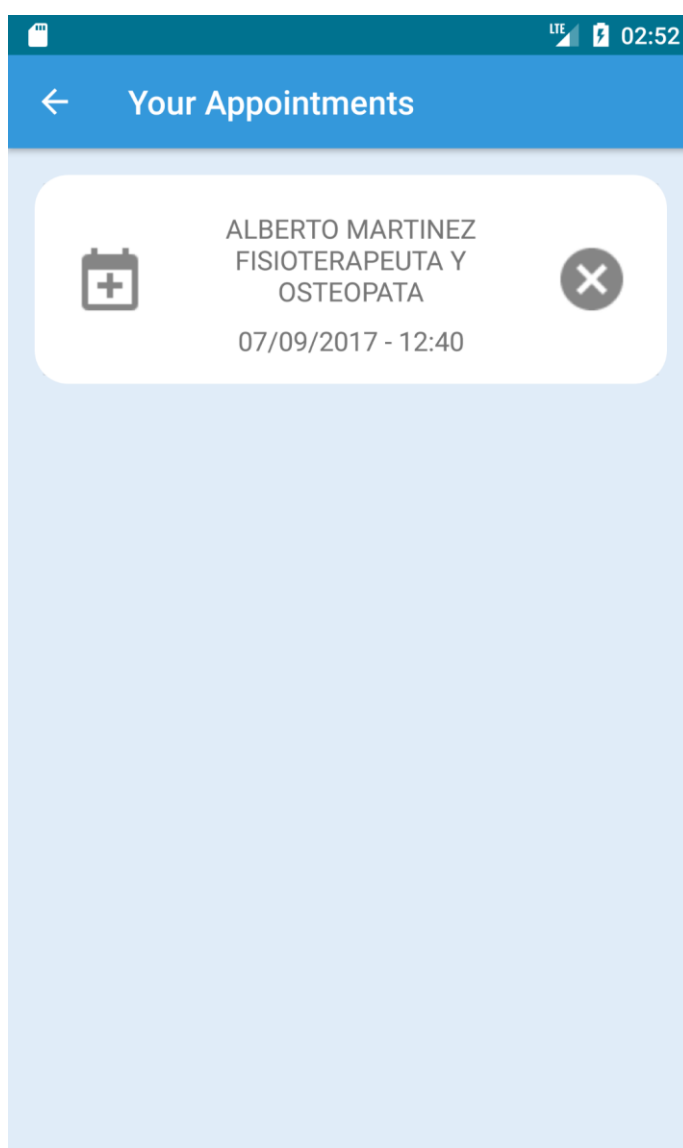 LTE 02:52
Your Appointments
ALBERTO MARTINEZ
FISIOTERAPEUTA Y
OSTEOPATA
07/09/2017 - 12:40